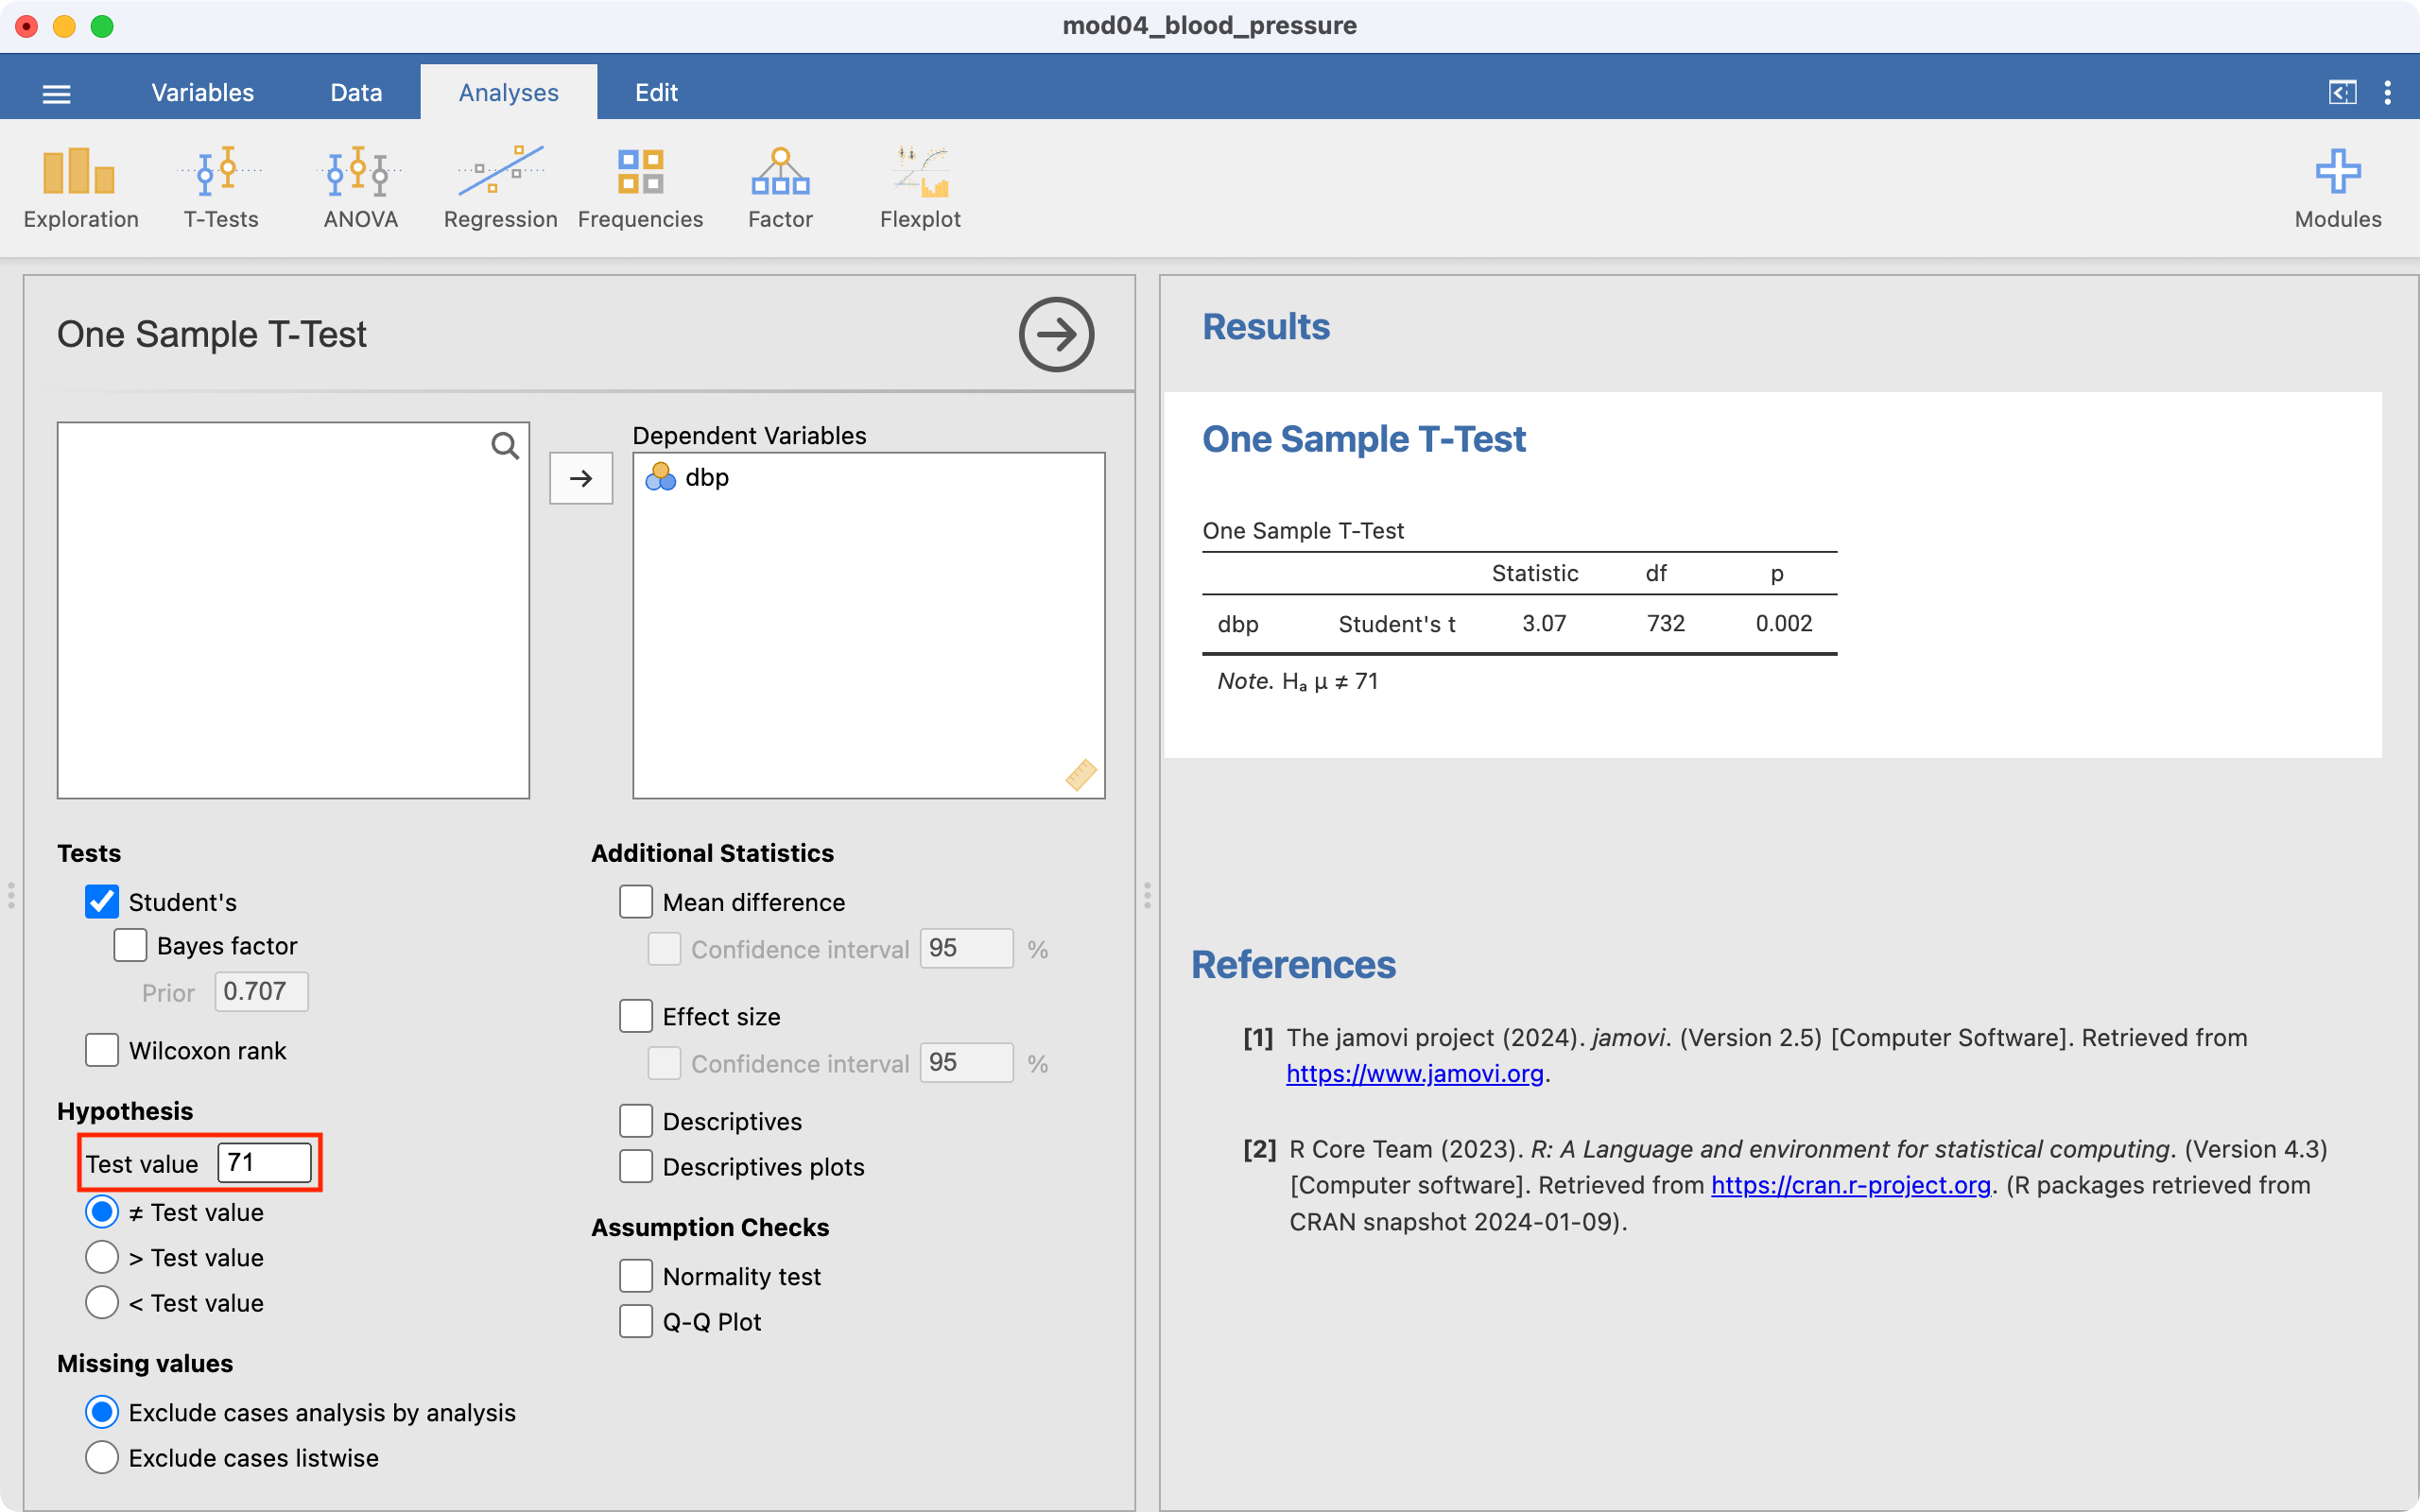 mod04_blood_pressure
Variables Data Analyses Edit
Exploration T-Tests ANOVA Regression Frequencies Factor Flexplot Modules
One Sample T-Test
Dependent Variables
dbp
Tests
Student's
Bayes factor
Prior 0.707
Wilcoxon rank
Hypothesis
Test value 71
≠ Test value
> Test value
< Test value
Missing values
Exclude cases analysis by analysis
Exclude cases listwise
Additional Statistics
Mean difference
Confidence interval 95 %
Effect size
Confidence interval 95 %
Descriptives
Descriptives plots
Assumption Checks
Normality test
Q-Q Plot
Results
One Sample T-Test
One Sample T-Test
Statistic df p
dbp Student's t 3.07 732 0.002
Note. Hₐ μ ≠ 71
References
[1] The jamovi project (2024). jamovi. (Version 2.5) [Computer Software]. Retrieved from
https://www.jamovi.org.
[2] R Core Team (2023). R: A Language and environment for statistical computing. (Version 4.3)
[Computer software]. Retrieved from https://cran.r-project.org. (R packages retrieved from
CRAN snapshot 2024-01-09).